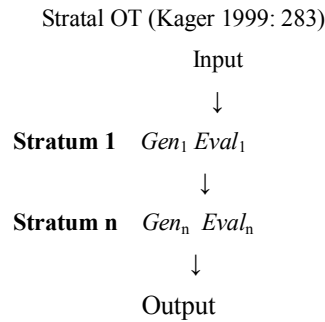 Stratal OT (Kager 1999: 283)
Input
↓
Stratum 1 Gen₁ Eval₁
↓
Stratum n Genₙ Evalₙ
↓
Output